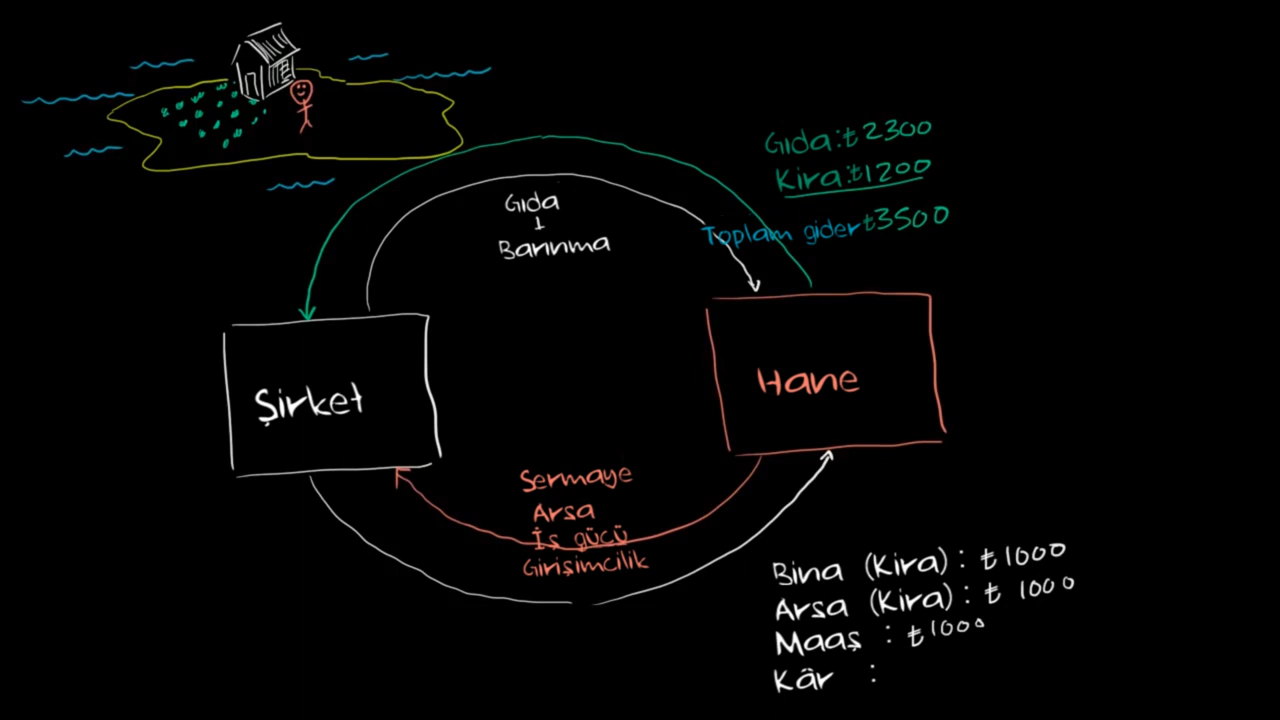 Gıda:₺2300
Kira:₺1200
Toplam gider₺3500
Gıda
+
Barınma
Şirket
Hane
Sermaye
Arsa
İş gücü
Girişimcilik
Bina (Kira) : ₺1000
Arsa (Kira) : ₺ 1000
Maaş : ₺1000
Kâr :